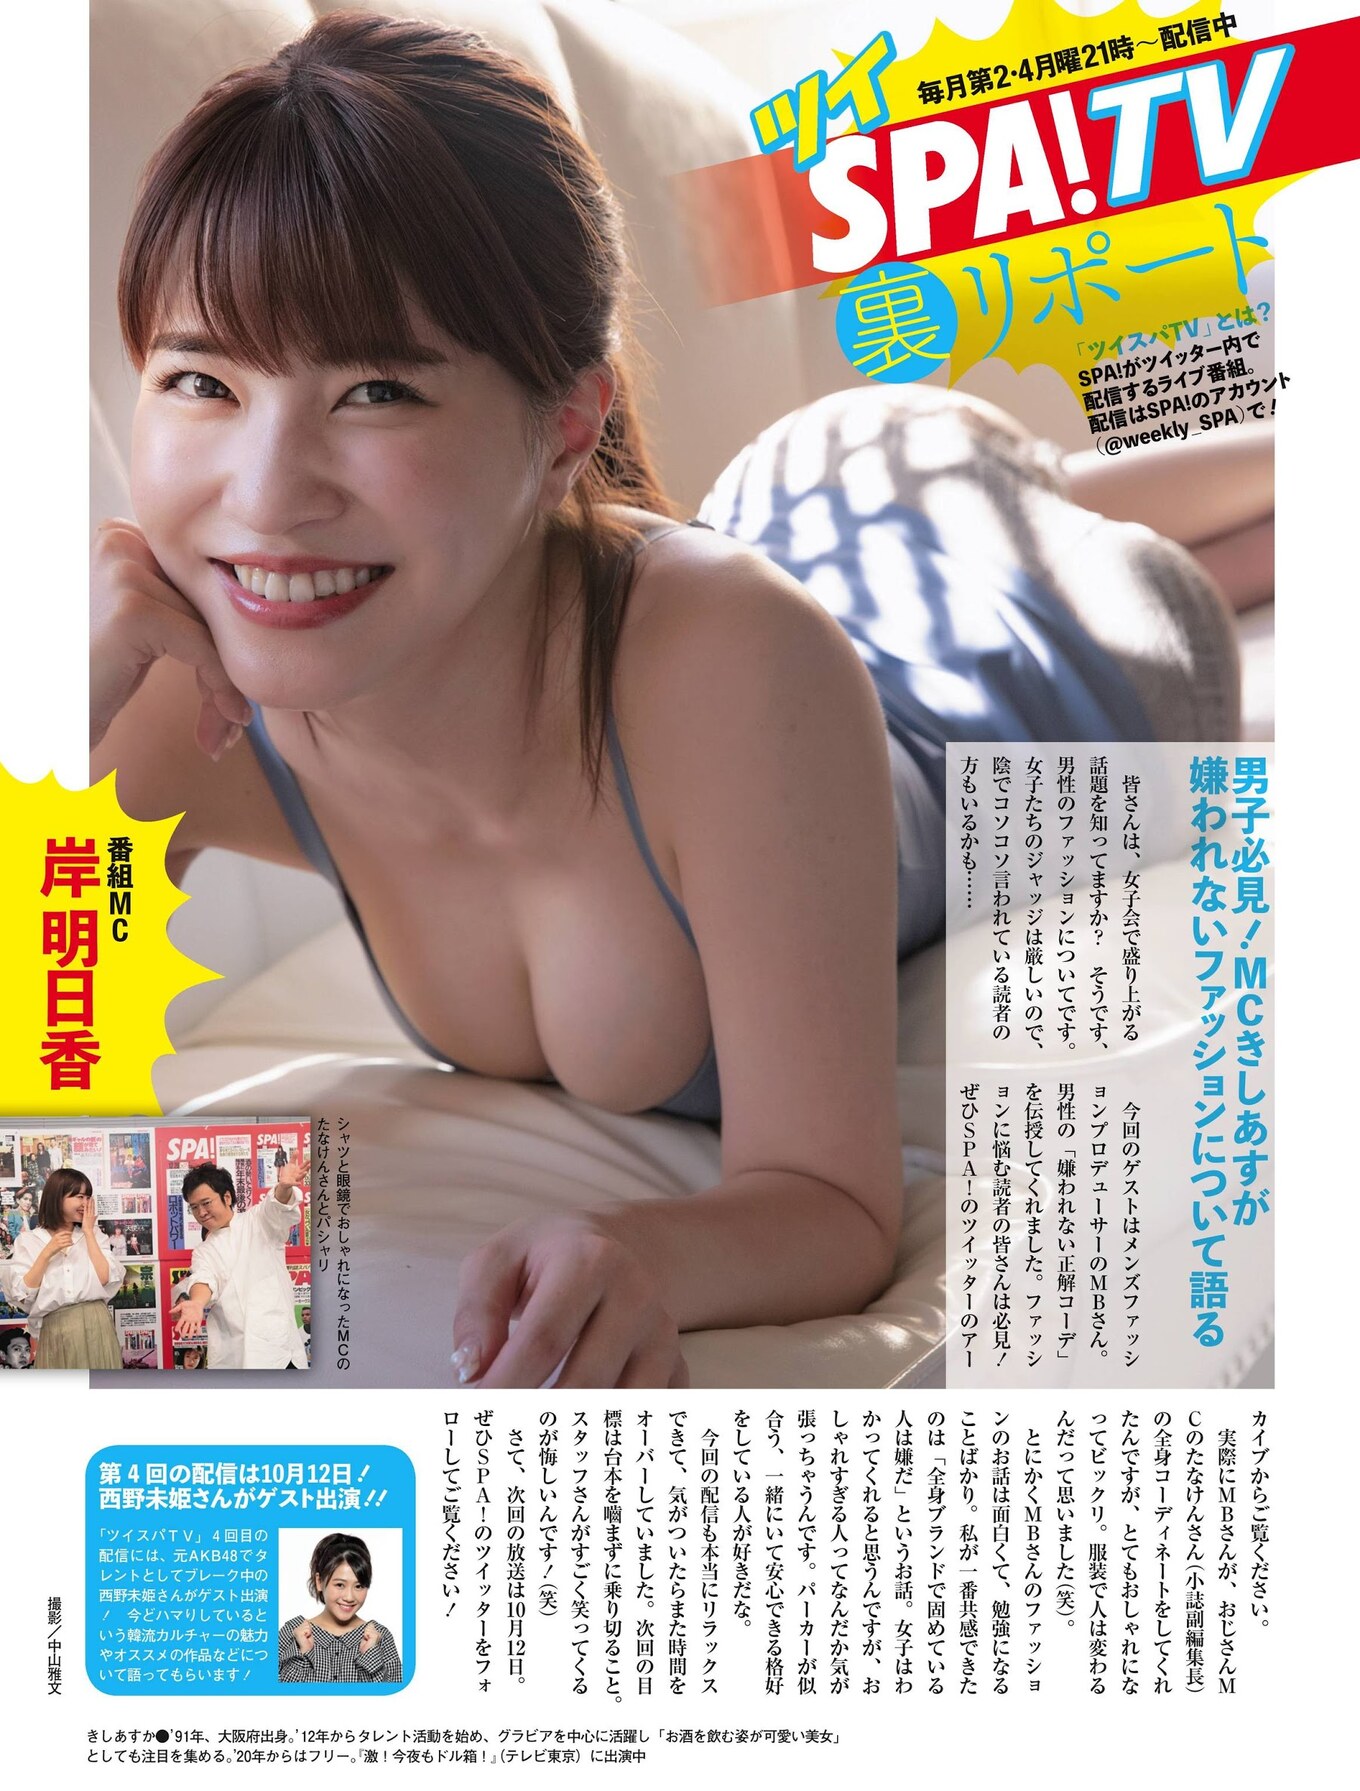 毎月第2・4月曜21時〜配信中
ツイ
SPA!TV
裏リポート
「ツイスパTV」とは?
SPA!がツイッター内で
配信するライブ番組。
配信はSPA!のアカウント
(@weekly_SPA)で!
男子必見!MCきしあすが
嫌われないファッションについて語る
皆さんは、女子会で盛り上がる
話題を知ってますか? そうです、
男性のファッションについてです。
女子たちのジャッジは厳しいので、
陰でコソコソ言われている読者の
方もいるかも……
今回のゲストはメンズファッシ
ョンプロデューサーのMBさん。
男性の「嫌われない正解コーデ」
を伝授してくれました。ファッシ
ョンに悩む読者の皆さんは必見!
ぜひSPA!のツイッターのアー
カイブからご覧ください。
実際にMBさんが、おじさんM
Cのたなけんさん(小誌副編集長)
の全身コーディネートをしてくれ
たんですが、とてもおしゃれにな
ってビックリ。服装で人は変わる
んだって思いました(笑)。
とにかくMBさんのファッショ
ンのお話は面白くて、勉強になる
ことばかり。私が一番共感できた
のは「全身ブランドで固めている
人は嫌だ」というお話。女子はわ
かってくれると思うんですが、お
しゃれすぎる人ってなんだか気が
張っちゃうんです。パーカーが似
合う、一緒にいて安心できる格好
をしている人が好きだな。
今回の配信も本当にリラックス
できて、気がついたらまた時間を
オーバーしていました。次回の目
標は台本を噛まずに乗り切ること。
スタッフさんがすごく笑ってくる
のが悔しいんです!(笑)
さて、次回の放送は10月12日。
ぜひSPA!のツイッターをフォ
ローしてご覧ください!
番組MC
岸 明日香
シャツと眼鏡でおしゃれになったMCの
たなけんさんとパシャリ
SPA!
第4回の配信は10月12日!
西野未姫さんがゲスト出演!!
「ツイスパTV」4回目の
配信には、元AKB48でタ
レントとしてブレーク中の
西野未姫さんがゲスト出演
! 今どハマりしていると
いう韓流カルチャーの魅力
やオススメの作品などにつ
いて語ってもらいます!
撮影/中山雅文
きしあすか●'91年、大阪府出身。'12年からタレント活動を始め、グラビアを中心に活躍し「お酒を飲む姿が可愛い美女」
としても注目を集める。'20年からはフリー。『激!今夜もドル箱!』(テレビ東京)に出演中